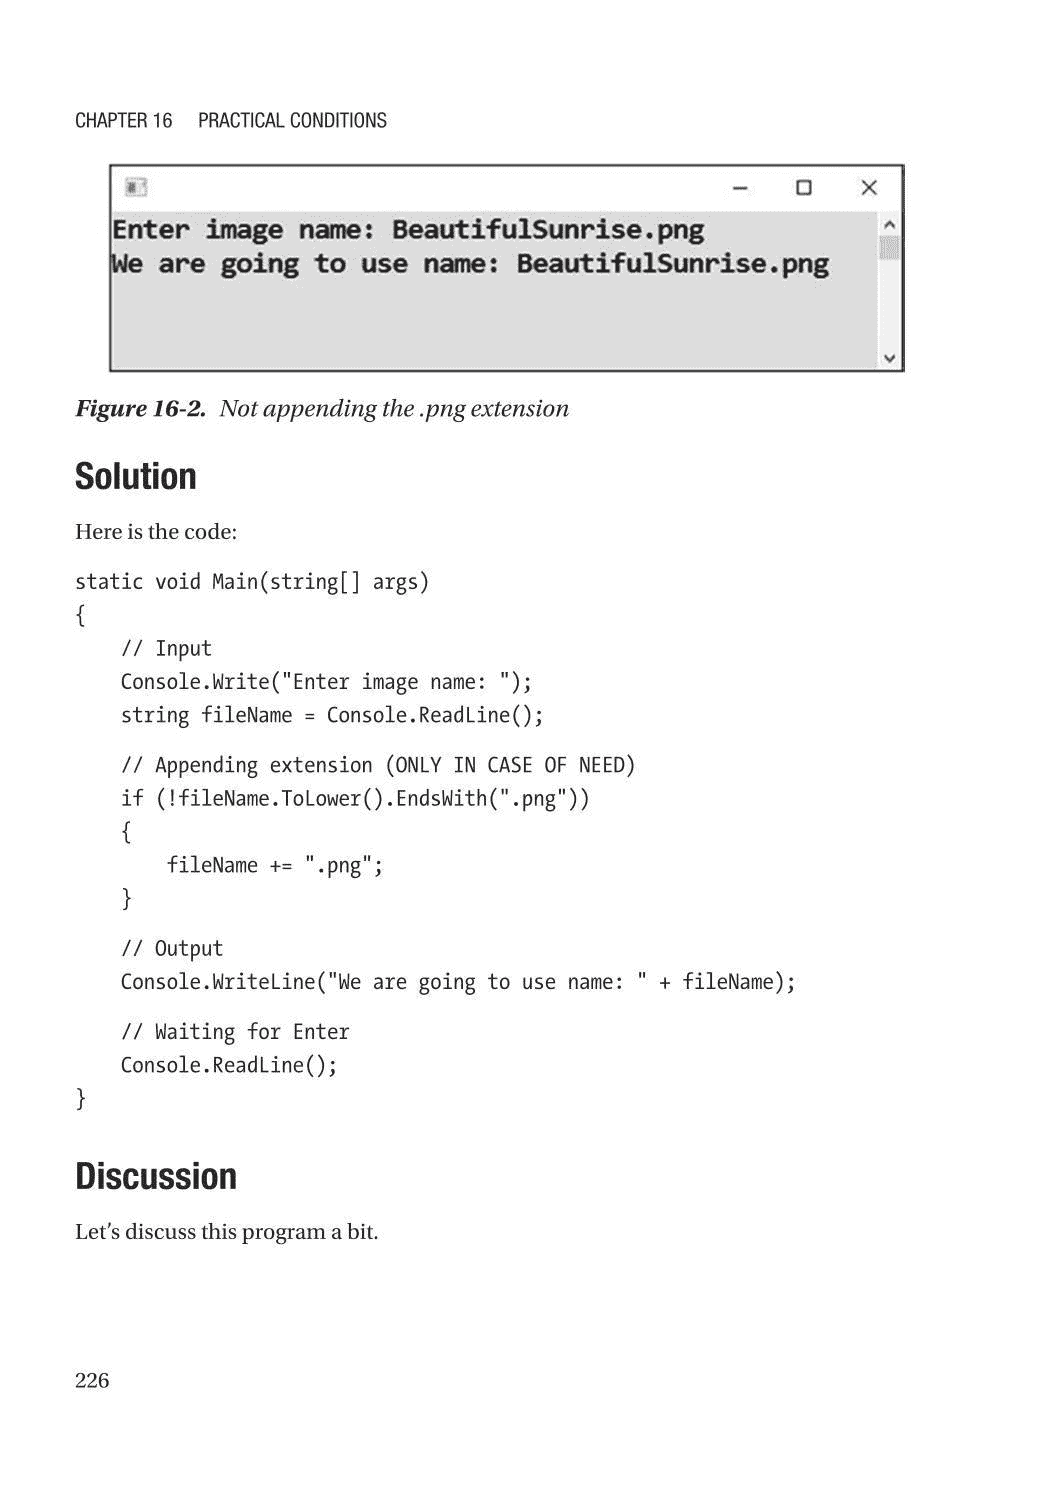 CHAPTER 16 PRACTICAL CONDITIONS
Enter image name: BeautifulSunrise.png
We are going to use name: BeautifulSunrise.png
Figure 16-2. Not appending the .png extension
Solution
Here is the code:
static void Main(string[] args)
{
    // Input
    Console.Write("Enter image name: ");
    string fileName = Console.ReadLine();
    // Appending extension (ONLY IN CASE OF NEED)
    if (!fileName.ToLower().EndsWith(".png"))
    {
        fileName += ".png";
    }
    // Output
    Console.WriteLine("We are going to use name: " + fileName);
    // Waiting for Enter
    Console.ReadLine();
}
Discussion
Let's discuss this program a bit.
226